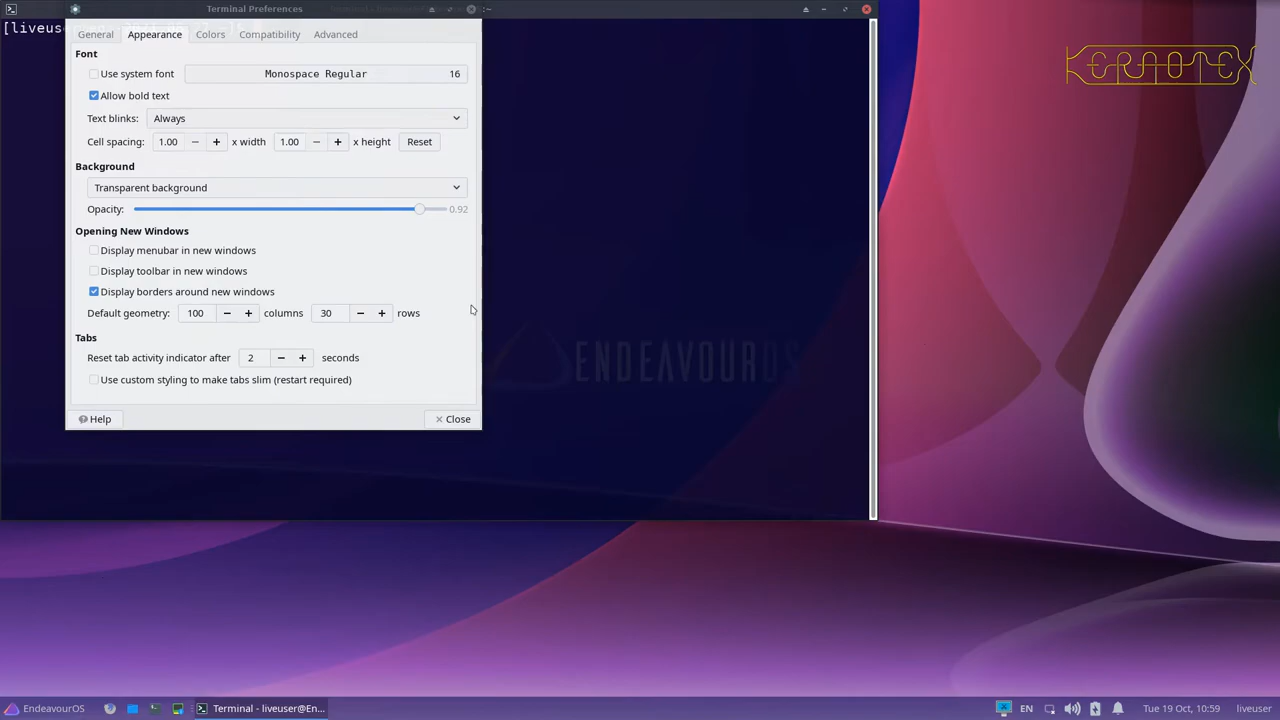 Terminal Preferences
[liveuse
General Appearance Colors Compatibility Advanced
Font
Use system font Monospace Regular 16
Allow bold text
Text blinks: Always
Cell spacing: 1.00 x width 1.00 x height Reset
Background
Transparent background
Opacity: 0.92
Opening New Windows
Display menubar in new windows
Display toolbar in new windows
Display borders around new windows
Default geometry: 100 columns 30 rows
Tabs
Reset tab activity indicator after 2 seconds
Use custom styling to make tabs slim (restart required)
Help Close
ENDEAVOUROS
KERAOTEX
EndeavourOS Terminal - liveuser@En... EN Tue 19 Oct, 10:59 liveuser